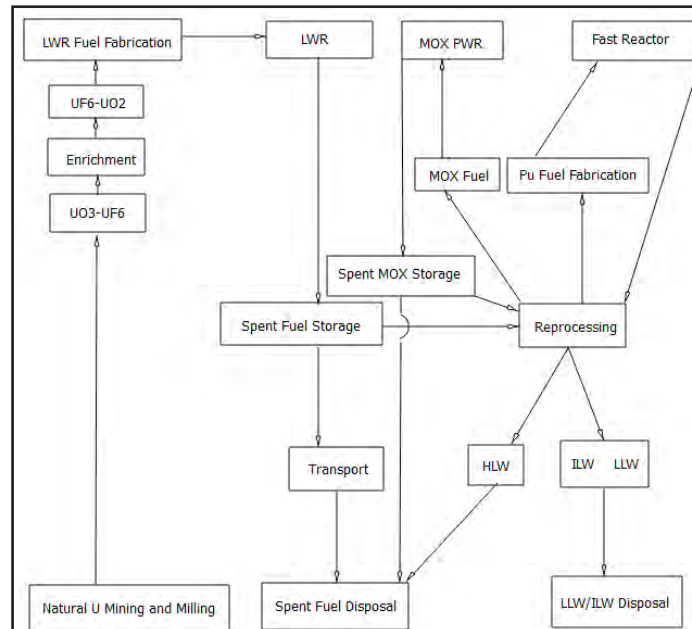 LWR Fuel Fabrication
LWR
MOX PWR
Fast Reactor
UF6-UO2
Enrichment
MOX Fuel
Pu Fuel Fabrication
UO3-UF6
Spent MOX Storage
Spent Fuel Storage
Reprocessing
Transport
HLW
ILW LLW
Natural U Mining and Milling
Spent Fuel Disposal
LLW/ILW Disposal